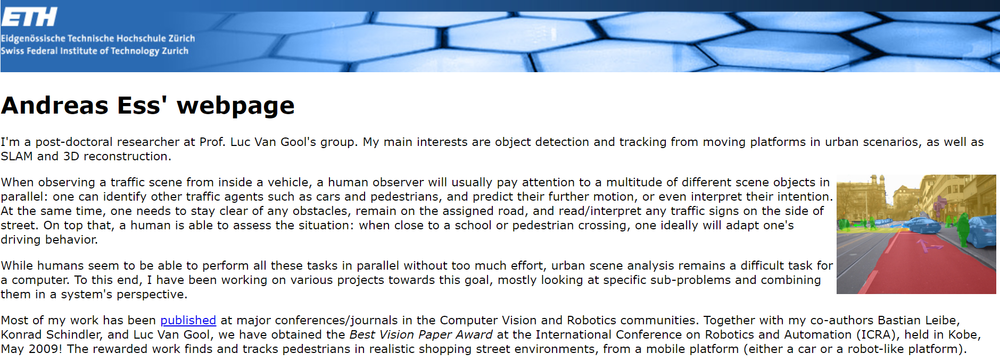 ETH
Eidgenössische Technische Hochschule Zürich
Swiss Federal Institute of Technology Zurich
Andreas Ess' webpage
I'm a post-doctoral researcher at Prof. Luc Van Gool's group. My main interests are object detection and tracking from moving platforms in urban scenarios, as well as
SLAM and 3D reconstruction.
When observing a traffic scene from inside a vehicle, a human observer will usually pay attention to a multitude of different scene objects in
parallel: one can identify other traffic agents such as cars and pedestrians, and predict their further motion, or even interpret their intention.
At the same time, one needs to stay clear of any obstacles, remain on the assigned road, and read/interpret any traffic signs on the side of
street. On top that, a human is able to assess the situation: when close to a school or pedestrian crossing, one ideally will adapt one's
driving behavior.
While humans seem to be able to perform all these tasks in parallel without too much effort, urban scene analysis remains a difficult task for
a computer. To this end, I have been working on various projects towards this goal, mostly looking at specific sub-problems and combining
them in a system's perspective.
Most of my work has been published at major conferences/journals in the Computer Vision and Robotics communities. Together with my co-authors Bastian Leibe,
Konrad Schindler, and Luc Van Gool, we have obtained the Best Vision Paper Award at the International Conference on Robotics and Automation (ICRA), held in Kobe,
May 2009! The rewarded work finds and tracks pedestrians in realistic shopping street environments, from a mobile platform (either a car or a robot-like platform).